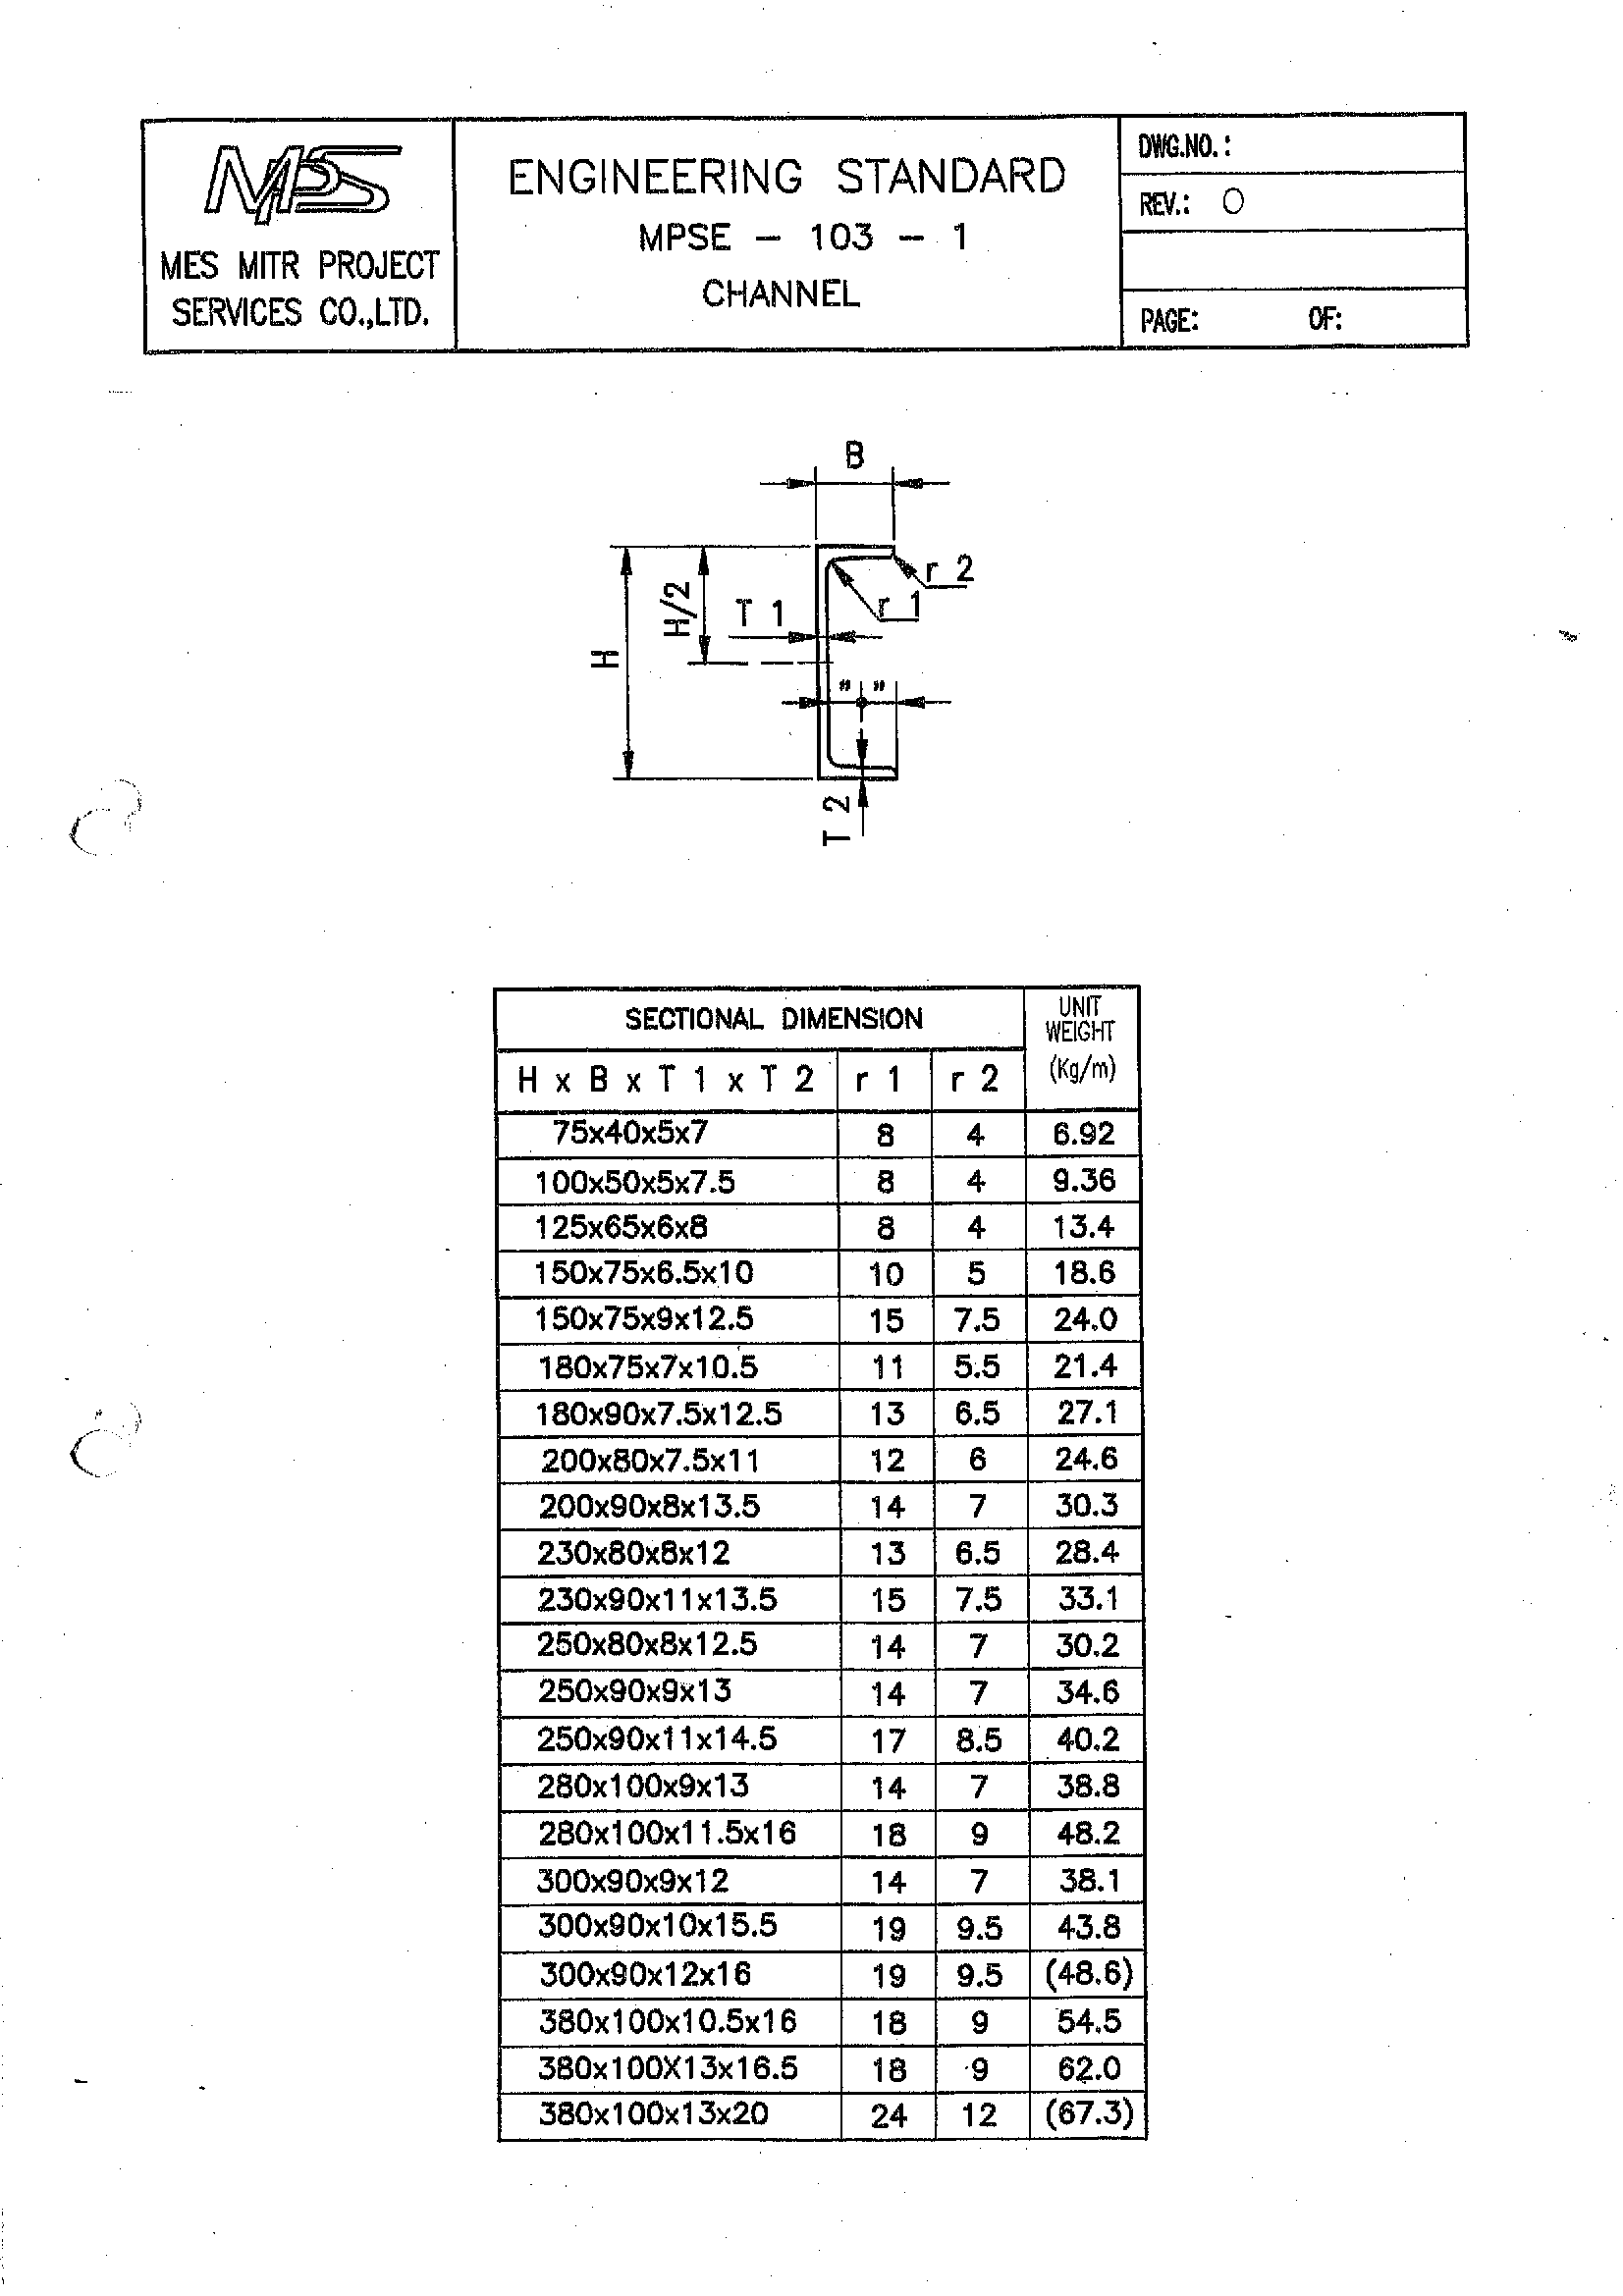 MPS
MES MITR PROJECT
SERVICES CO.,LTD.
ENGINEERING STANDARD
MPSE - 103 - 1
CHANNEL
DWG.NO. :
REV.: 0
PAGE: OF:
B
r 2
r 1
H/2
T 1
H
" "
T 2
SECTIONAL DIMENSION UNIT WEIGHT (Kg/m)
H x B x T 1 x T 2 r 1 r 2
75x40x5x7 8 4 6.92
100x50x5x7.5 8 4 9.36
125x65x6x8 8 4 13.4
150x75x6.5x10 10 5 18.6
150x75x9x12.5 15 7.5 24.0
180x75x7x10.5 11 5.5 21.4
180x90x7.5x12.5 13 6.5 27.1
200x80x7.5x11 12 6 24.6
200x90x8x13.5 14 7 30.3
230x80x8x12 13 6.5 28.4
230x90x11x13.5 15 7.5 33.1
250x80x8x12.5 14 7 30.2
250x90x9x13 14 7 34.6
250x90x11x14.5 17 8.5 40.2
280x100x9x13 14 7 38.8
280x100x11.5x16 18 9 48.2
300x90x9x12 14 7 38.1
300x90x10x15.5 19 9.5 43.8
300x90x12x16 19 9.5 (48.6)
380x100x10.5x16 18 9 54.5
380x100X13x16.5 18 9 62.0
380x100x13x20 24 12 (67.3)